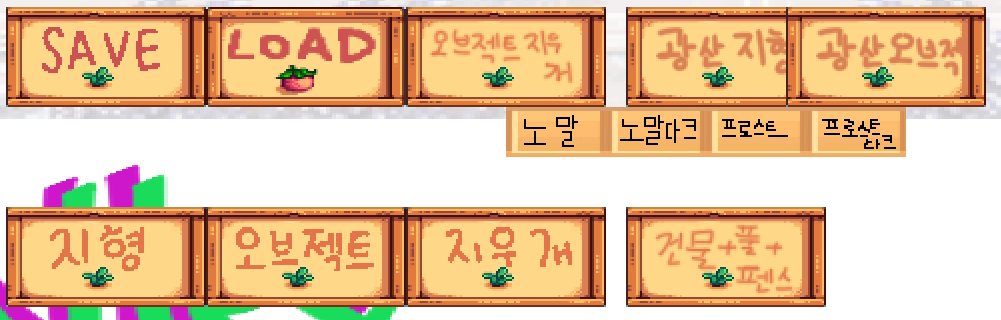 SAVE
LOAD
오브젝트 지우
거
광산 지형
광산오브젝
노말
노말다크
프로스트
프로스트
다크
지형
오브젝트
지우개
건물+풀+
펜스